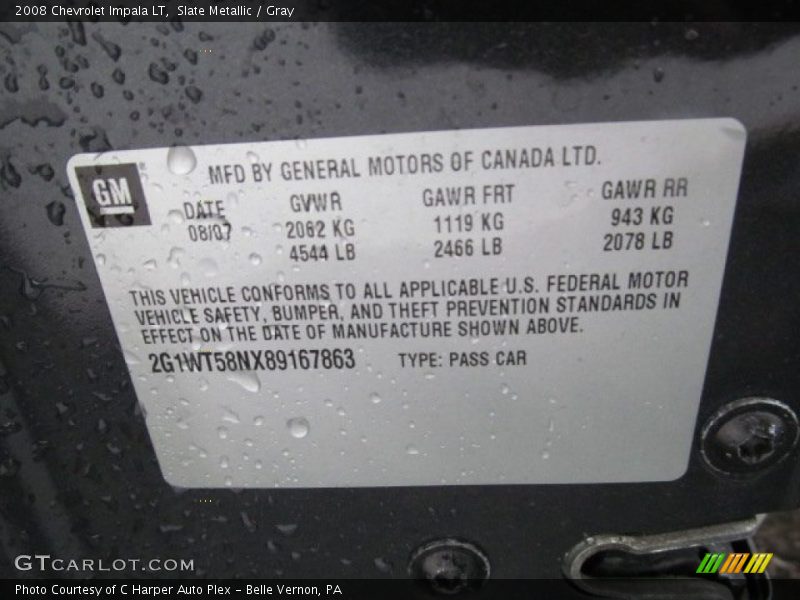 2008 Chevrolet Impala LT, Slate Metallic / Gray
GM
MFD BY GENERAL MOTORS OF CANADA LTD.
DATE GVWR GAWR FRT GAWR RR
08/07 2062 KG 1119 KG 943 KG
4544 LB 2466 LB 2078 LB
THIS VEHICLE CONFORMS TO ALL APPLICABLE U.S. FEDERAL MOTOR
VEHICLE SAFETY, BUMPER, AND THEFT PREVENTION STANDARDS IN
EFFECT ON THE DATE OF MANUFACTURE SHOWN ABOVE.
2G1WT58NX89167863 TYPE: PASS CAR
GTCARLOT.COM
Photo Courtesy of C Harper Auto Plex - Belle Vernon, PA